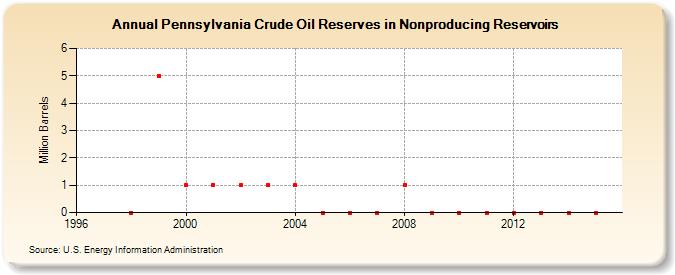 Annual Pennsylvania Crude Oil Reserves in Nonproducing Reservoirs
Million Barrels
6
5
4
3
2
1
0
1996 2000 2004 2008 2012
Source: U.S. Energy Information Administration